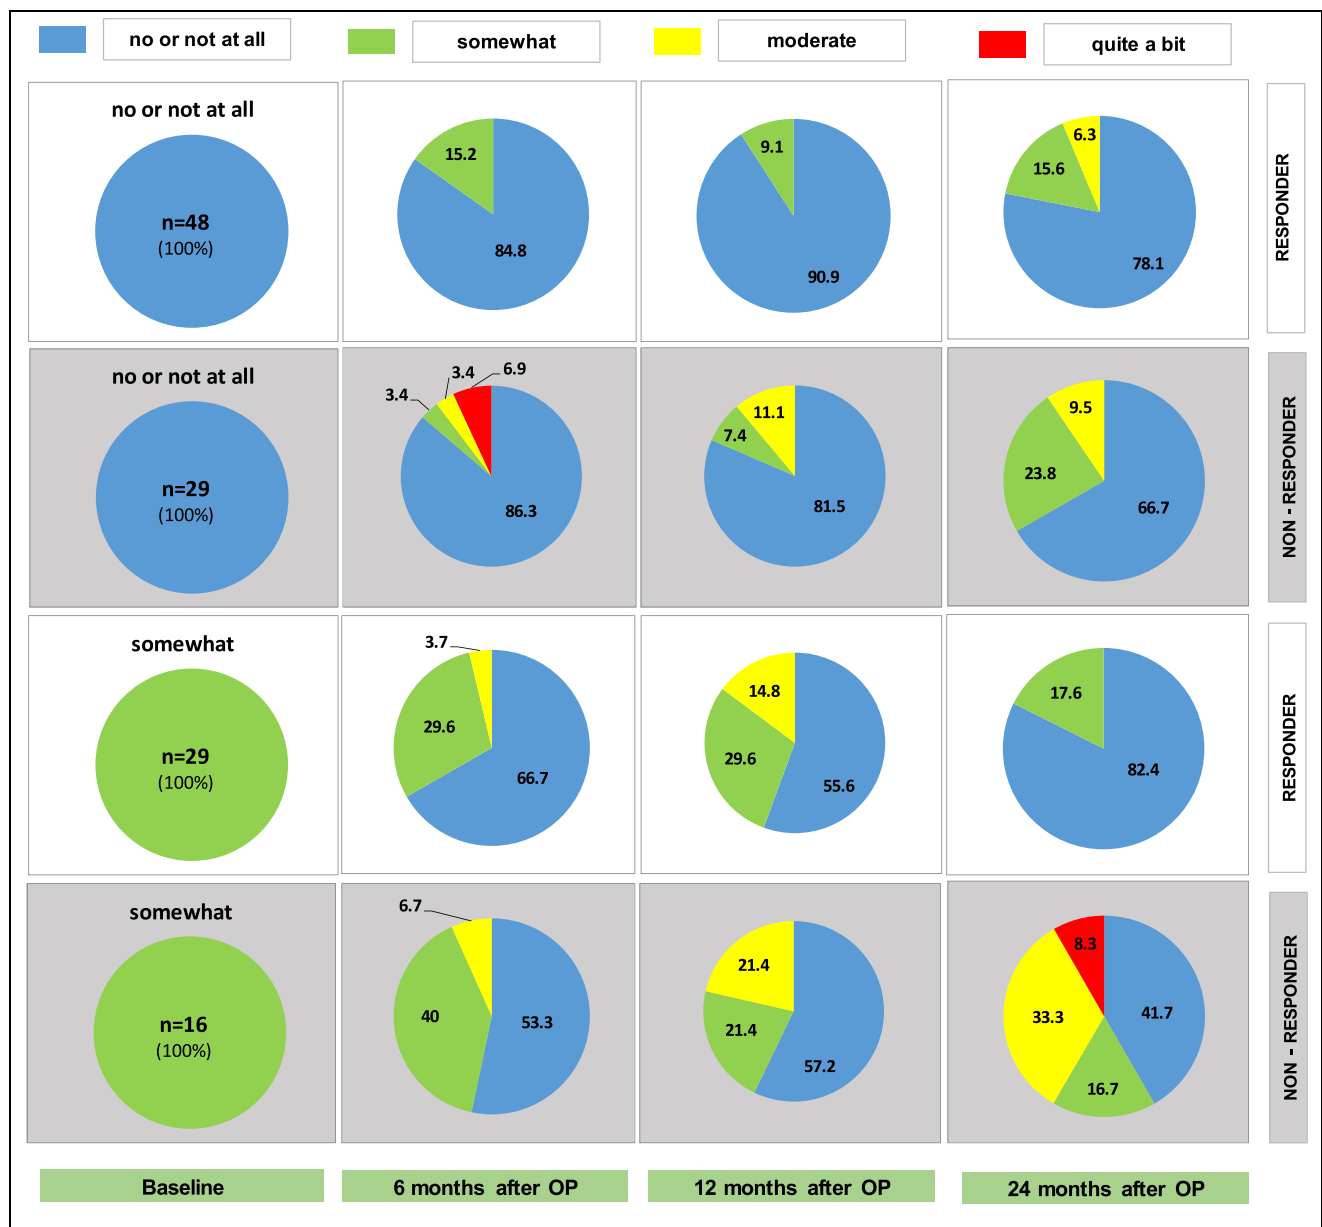 no or not at all
somewhat
moderate
quite a bit
no or not at all
n=48
(100%)
15.2
84.8
9.1
90.9
6.3
15.6
78.1
RESPONDER
no or not at all
n=29
(100%)
3.4
3.4
6.9
86.3
11.1
7.4
81.5
9.5
23.8
66.7
NON - RESPONDER
somewhat
n=29
(100%)
3.7
29.6
66.7
14.8
29.6
55.6
17.6
82.4
RESPONDER
somewhat
n=16
(100%)
6.7
40
53.3
21.4
21.4
57.2
8.3
33.3
41.7
16.7
NON - RESPONDER
Baseline
6 months after OP
12 months after OP
24 months after OP